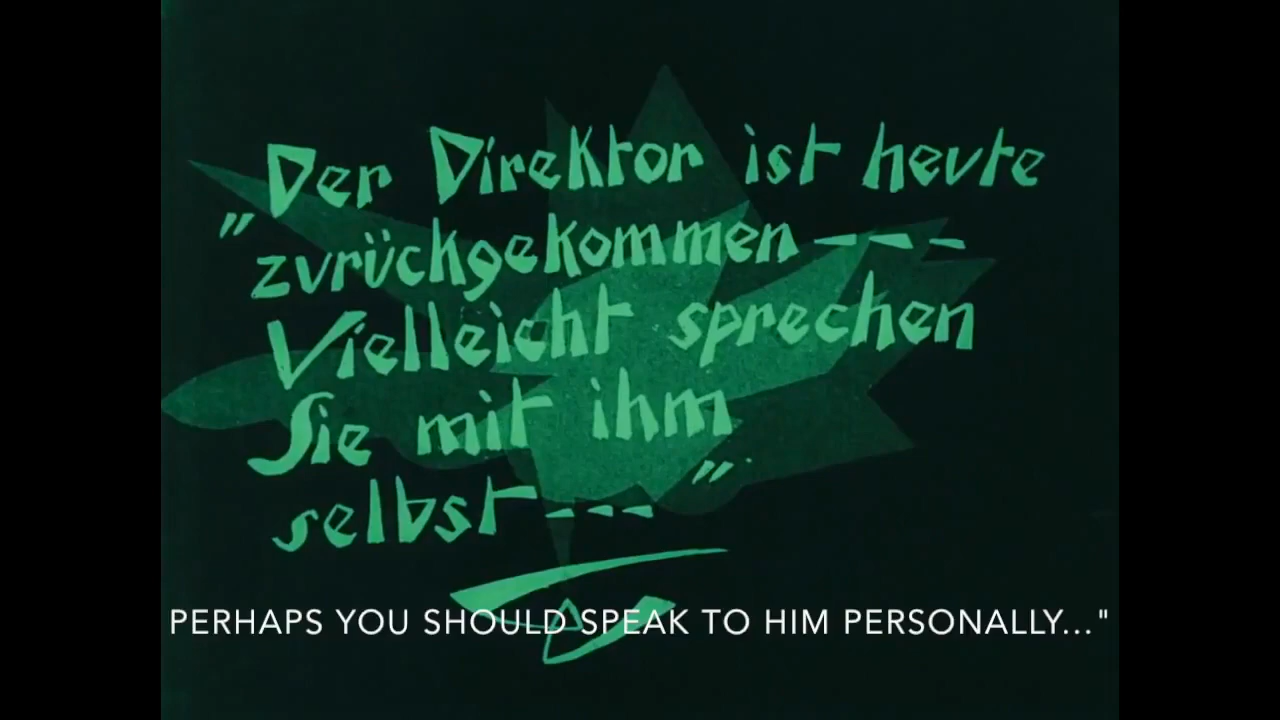 "Der Direktor ist heute
zurückgekommen---
Vielleicht sprechen
Sie mit ihm
selbst---"
PERHAPS YOU SHOULD SPEAK TO HIM PERSONALLY..."